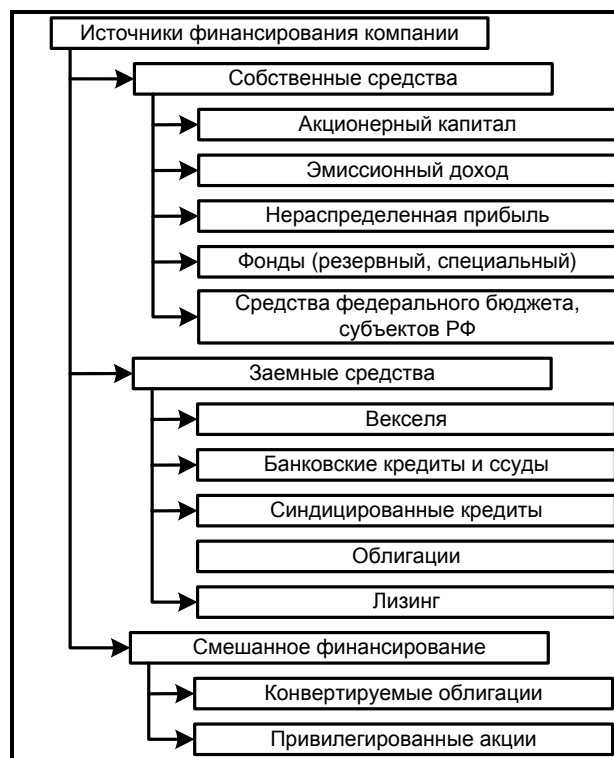 Источники финансирования компании
Собственные средства
Акционерный капитал
Эмиссионный доход
Нераспределенная прибыль
Фонды (резервный, специальный)
Средства федерального бюджета,
субъектов РФ
Заемные средства
Векселя
Банковские кредиты и ссуды
Синдицированные кредиты
Облигации
Лизинг
Смешанное финансирование
Конвертируемые облигации
Привилегированные акции